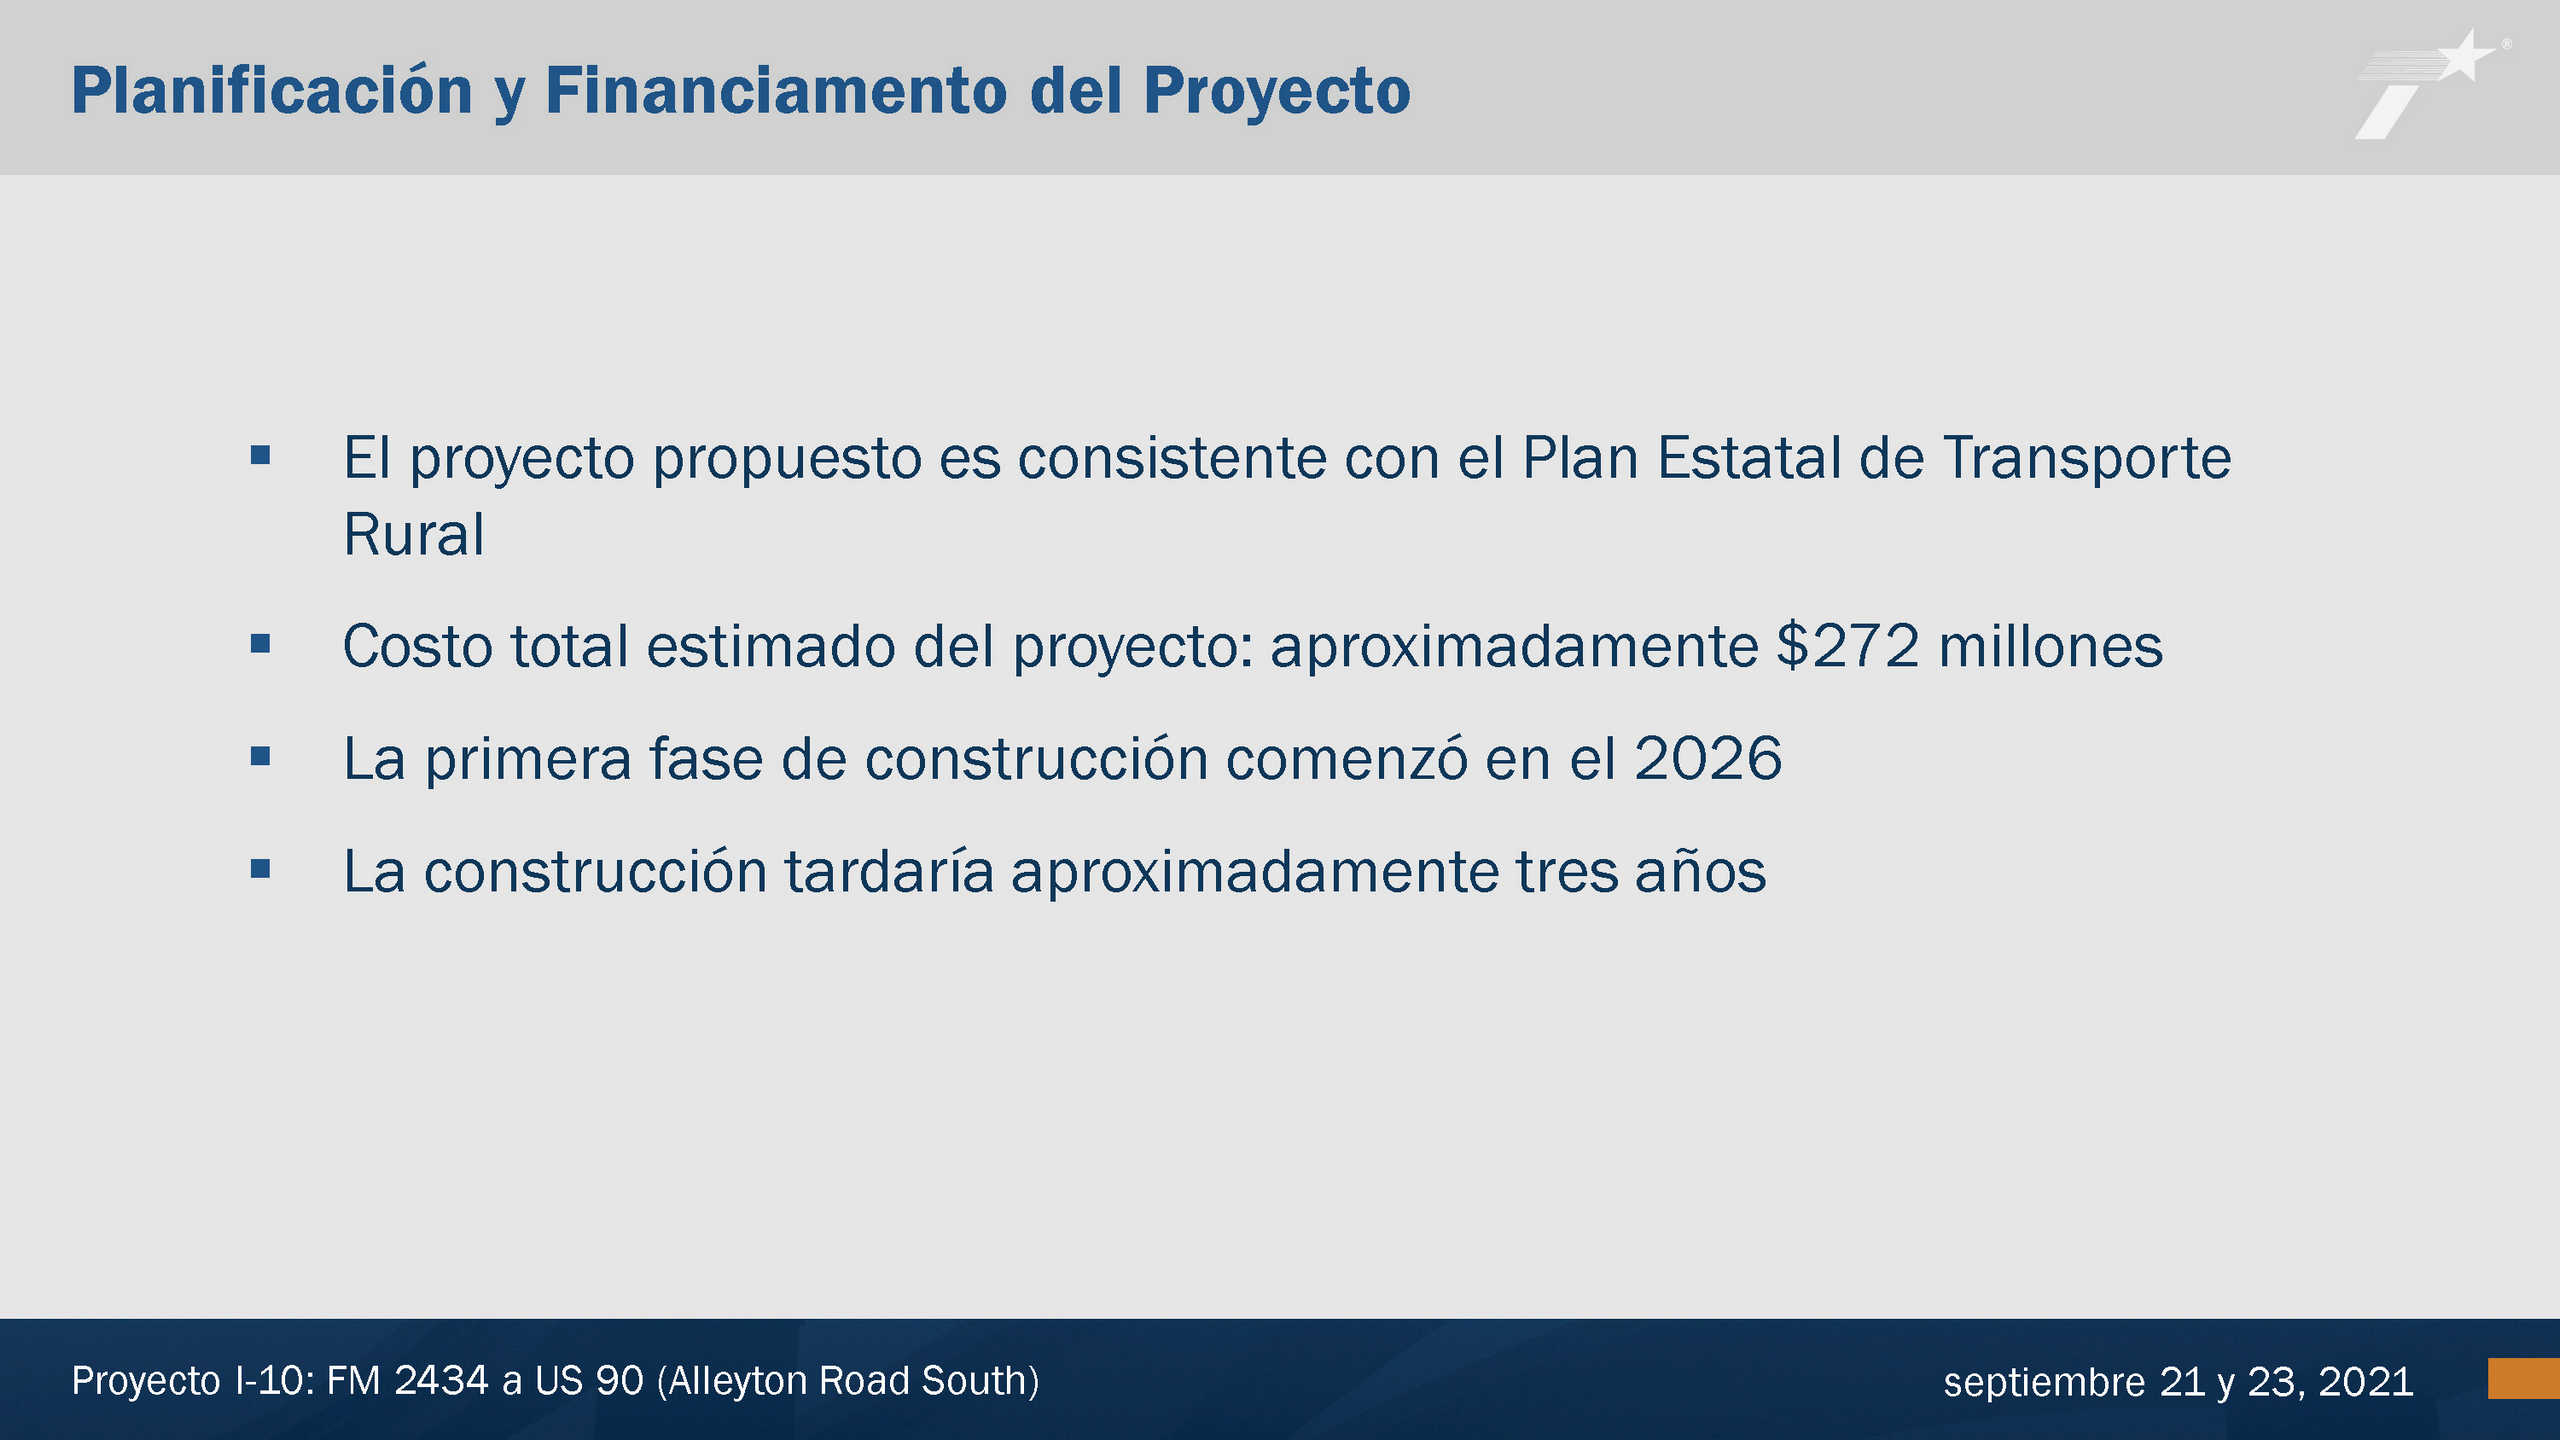 Planificación y Financiamento del Proyecto
®
▪ El proyecto propuesto es consistente con el Plan Estatal de Transporte
Rural
▪ Costo total estimado del proyecto: aproximadamente $272 millones
▪ La primera fase de construcción comenzó en el 2026
▪ La construcción tardaría aproximadamente tres años
Proyecto I-10: FM 2434 a US 90 (Alleyton Road South)
septiembre 21 y 23, 2021